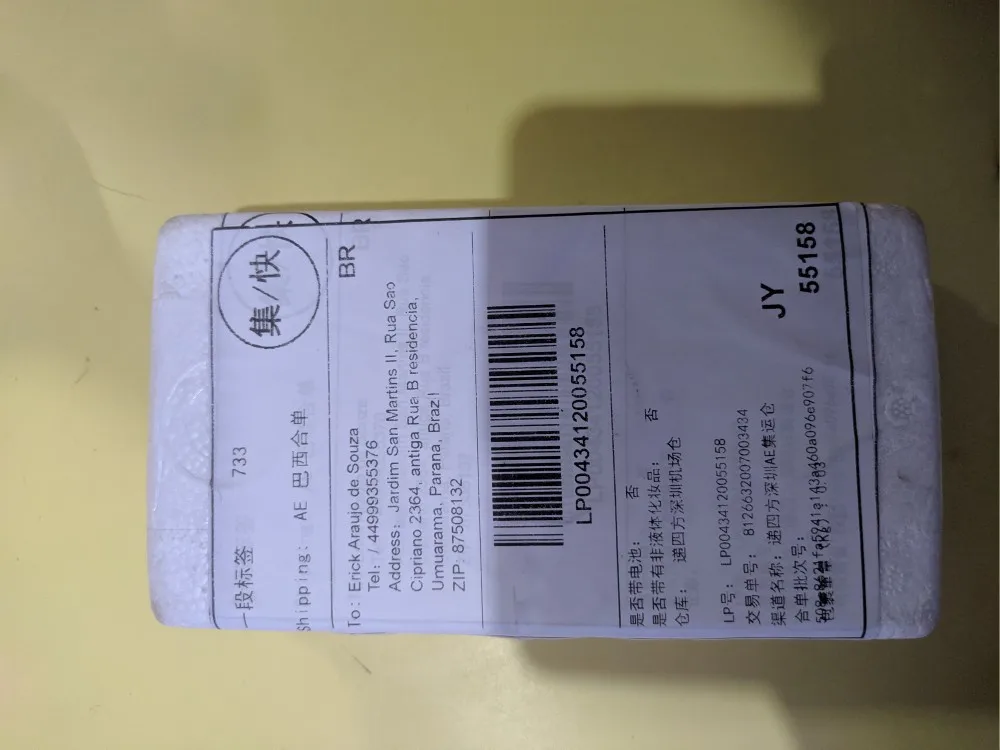 一段标签 733
集/快
Shipping: AE 巴西合单
BR
To: Erick Araujo de Souza
Tel: / 44999355376
Address: Jardim San Martins II, Rua Sao
Cipriano 2364, antiga Rua B residencia,
Umuarama, Parana, Brazil
ZIP: 87508132
LP00434120055158
是否带电池: 否
是否带有非液体化妆品: 否
仓库: 递四方深圳机场仓
LP号: LP00434120055158
交易单号: 8126632007003434
渠道名称: 递四方深圳AE集运仓
合单批次号:
JY
55158